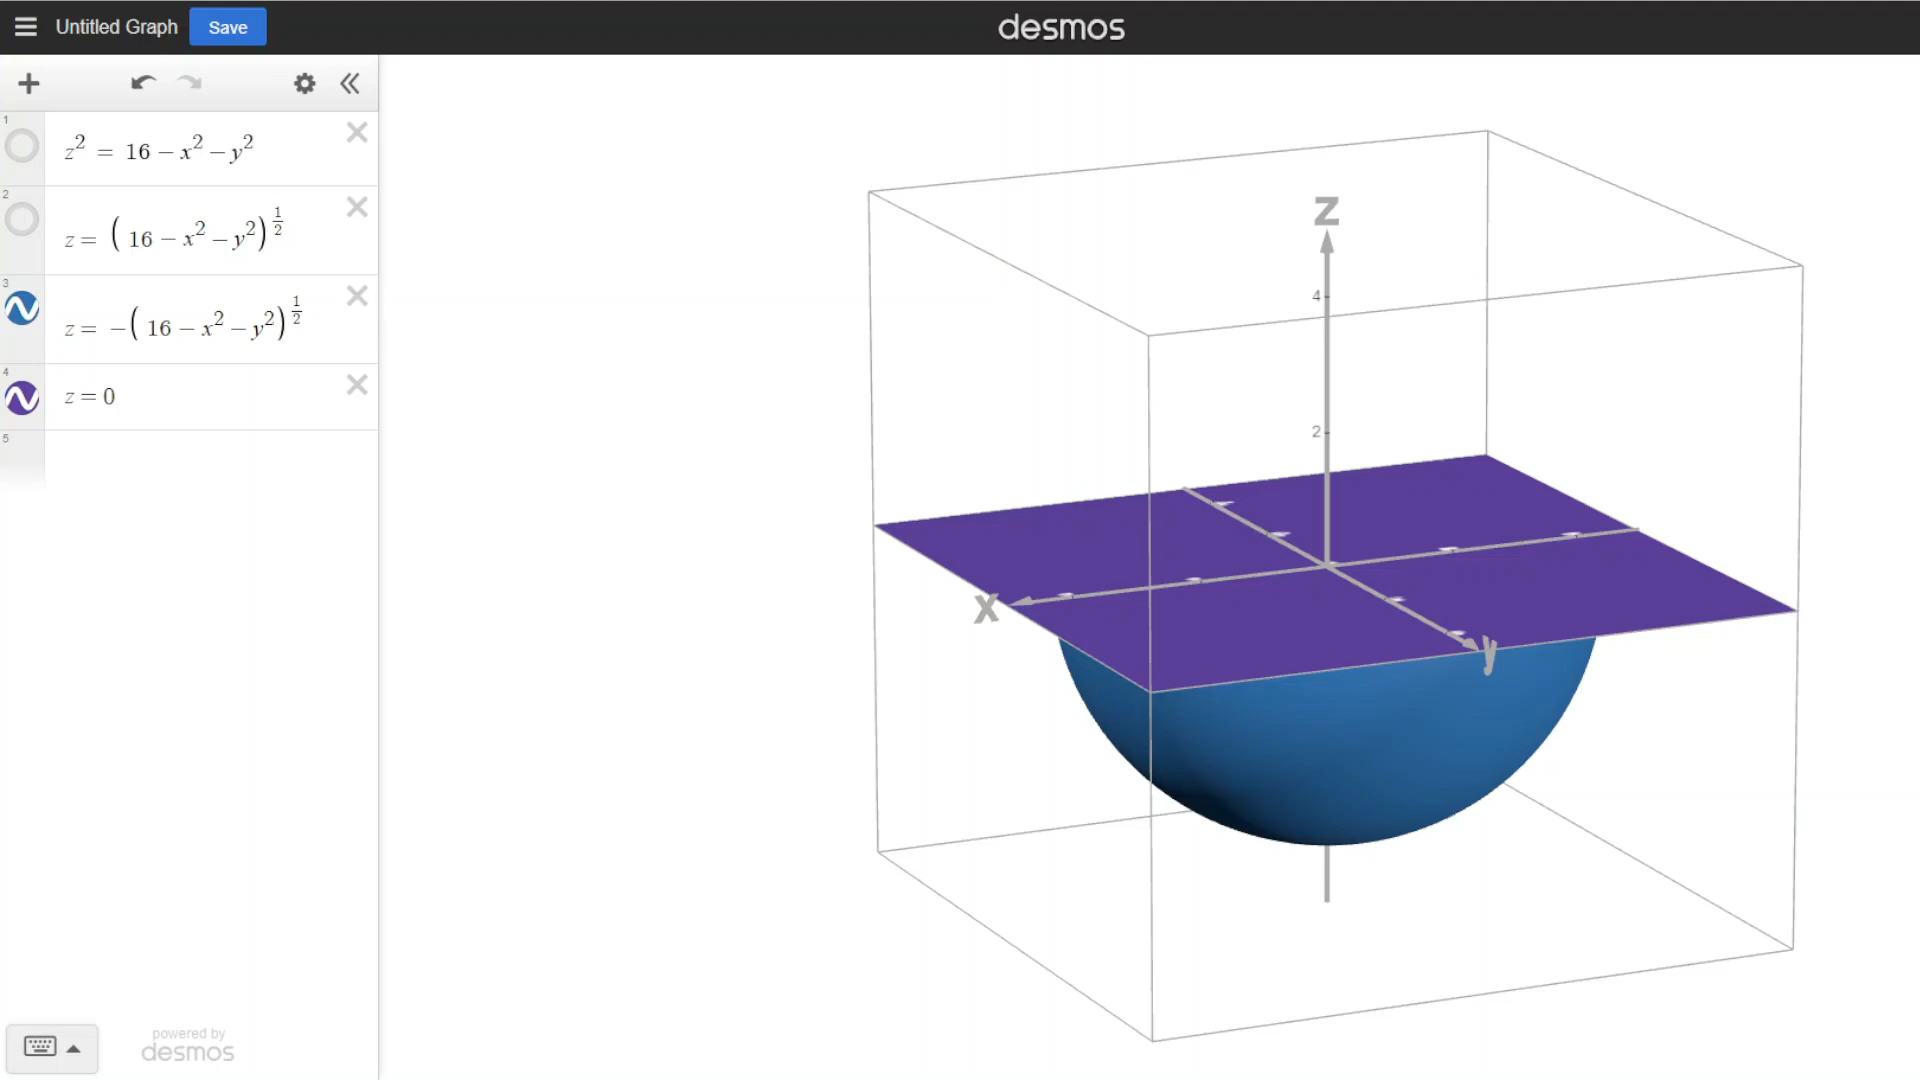 Untitled Graph Save desmos
1
z² = 16 − x² − y²
2
z = (16 − x² − y²)^(1/2)
3
z = −(16 − x² − y²)^(1/2)
4
z = 0
5
z
4
2
x
y
powered by
desmos